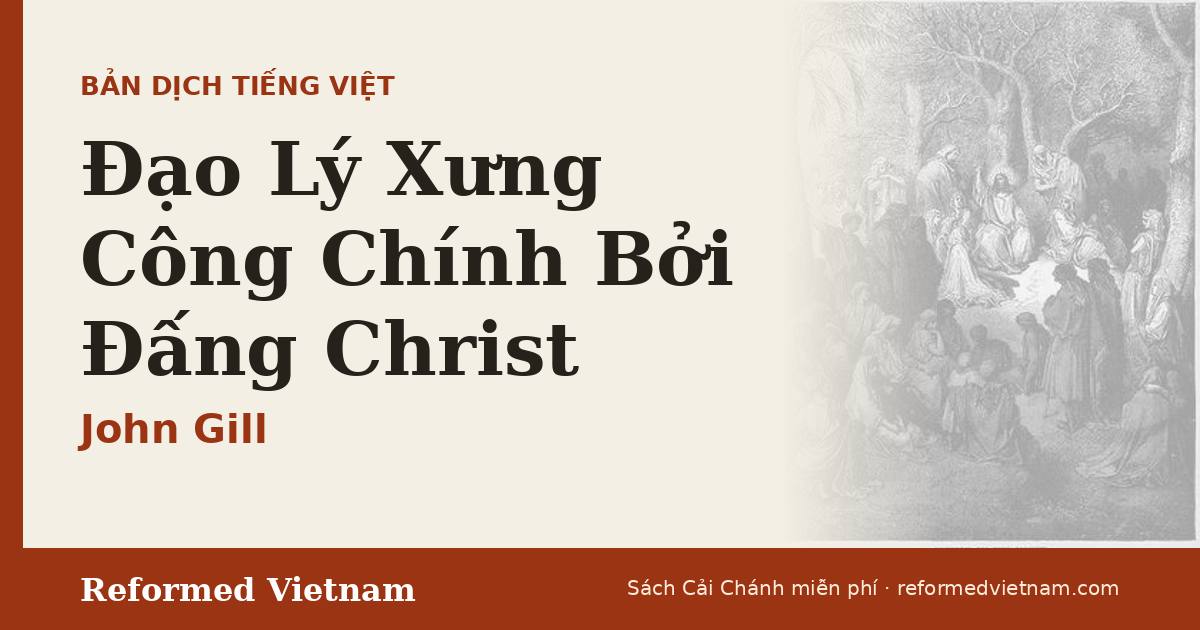 BẢN DỊCH TIẾNG VIỆT
Đạo Lý Xưng
Công Chính Bởi
Đấng Christ
John Gill
Reformed Vietnam
Sách Cải Chánh miễn phí · reformedvietnam.com